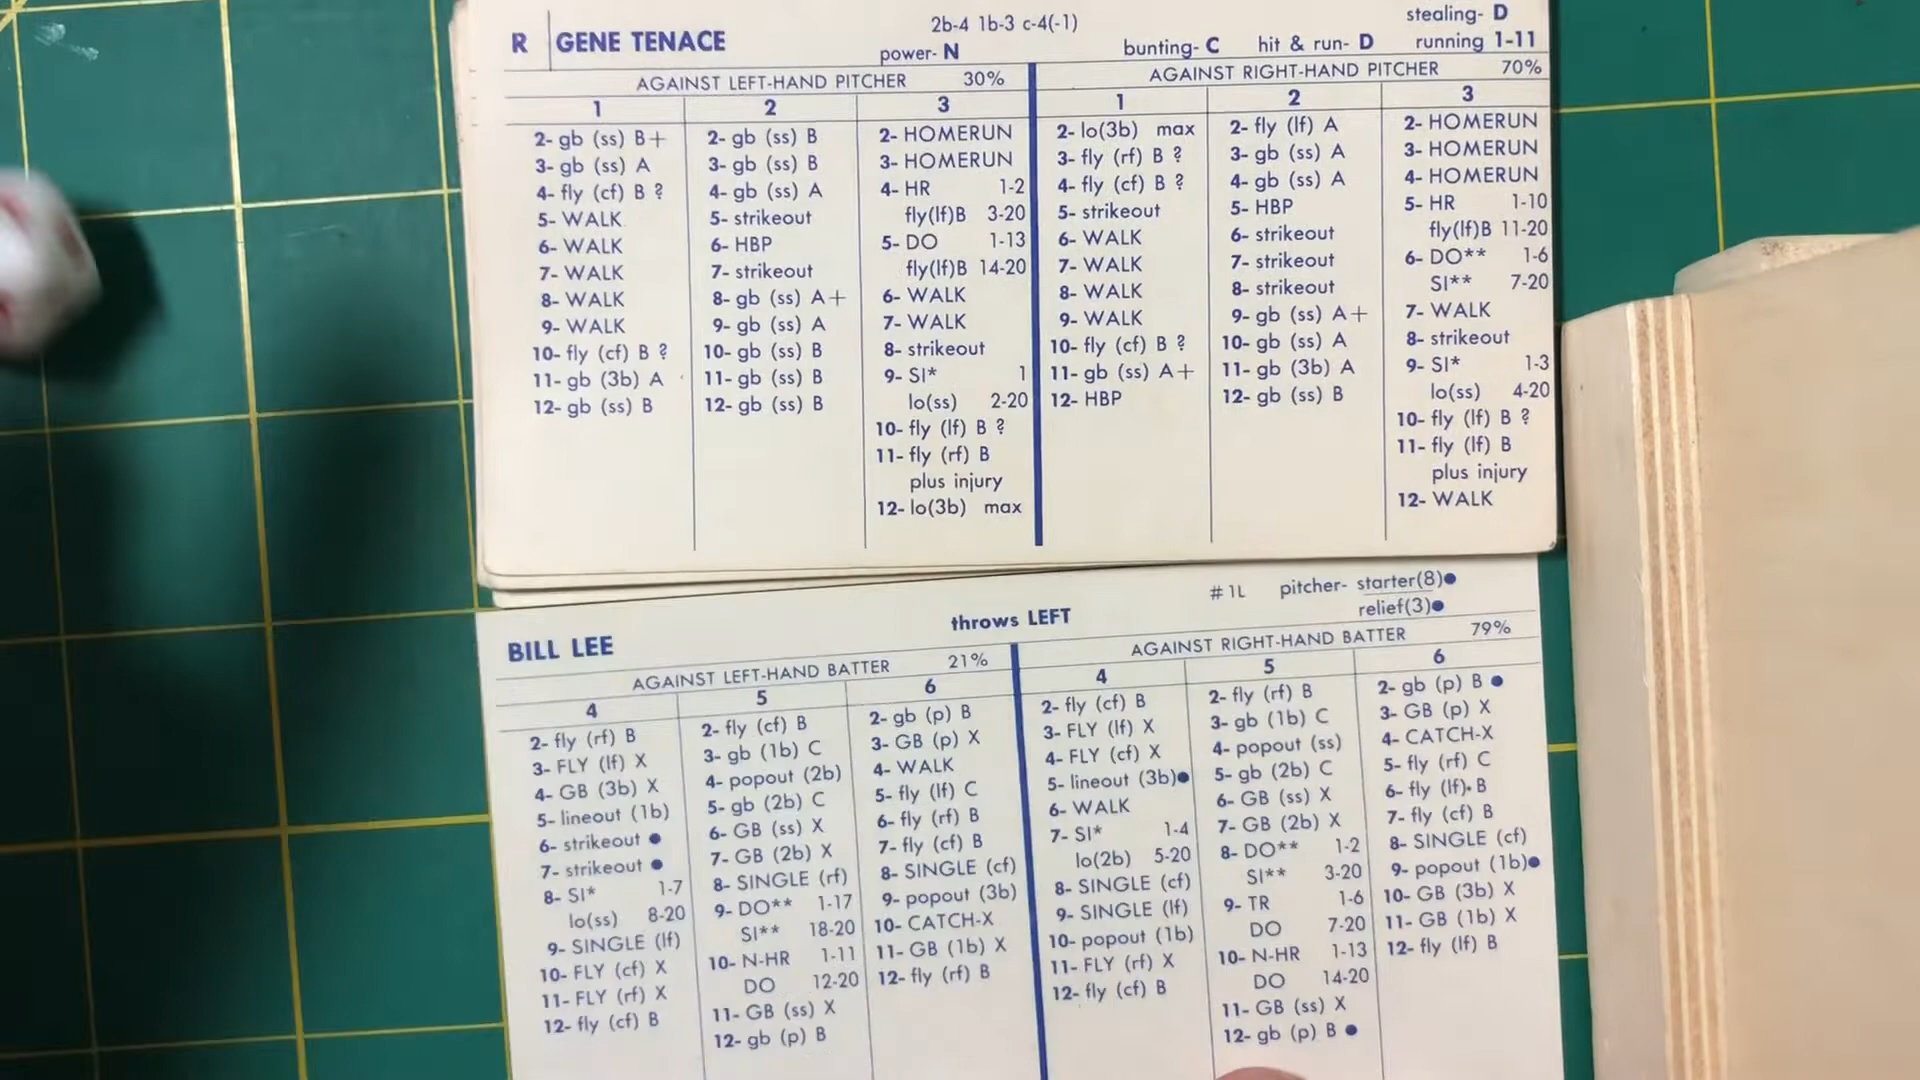 R GENE TENACE
2b-4 1b-3 c-4(-1)
power- N
bunting- C hit & run- D
stealing- D
running 1-11
AGAINST LEFT-HAND PITCHER 30%
1
2- gb (ss) B+
3- gb (ss) A
4- fly (cf) B ?
5- WALK
6- WALK
7- WALK
8- WALK
9- WALK
10- fly (cf) B ?
11- gb (3b) A
12- gb (ss) B
2
2- gb (ss) B
3- gb (ss) B
4- gb (ss) A
5- strikeout
6- HBP
7- strikeout
8- gb (ss) A+
9- gb (ss) A
10- gb (ss) B
11- gb (ss) B
12- gb (ss) B
3
2- HOMERUN
3- HOMERUN
4- HR 1-2
fly(lf)B 3-20
5- DO 1-13
fly(lf)B 14-20
6- WALK
7- WALK
8- strikeout
9- SI* 1
lo(ss) 2-20
10- fly (lf) B ?
11- fly (rf) B
plus injury
12- lo(3b) max
AGAINST RIGHT-HAND PITCHER 70%
1
2- lo(3b) max
3- fly (rf) B ?
4- fly (cf) B ?
5- strikeout
6- WALK
7- WALK
8- WALK
9- WALK
10- fly (cf) B ?
11- gb (ss) A+
12- HBP
2
2- fly (lf) A
3- gb (ss) A
4- gb (ss) A
5- HBP
6- strikeout
7- strikeout
8- strikeout
9- gb (ss) A+
10- gb (ss) A
11- gb (3b) A
12- gb (ss) B
3
2- HOMERUN
3- HOMERUN
4- HOMERUN
5- HR 1-10
fly(lf)B 11-20
6- DO** 1-6
SI** 7-20
7- WALK
8- strikeout
9- SI* 1-3
lo(ss) 4-20
10- fly (lf) B ?
11- fly (lf) B
plus injury
12- WALK
BILL LEE
throws LEFT
#1L pitcher- starter(8)●
relief(3)●
AGAINST LEFT-HAND BATTER 21%
4
2- fly (rf) B
3- FLY (lf) X
4- GB (3b) X
5- lineout (1b)
6- strikeout ●
7- strikeout ●
8- SI* 1-7
lo(ss) 8-20
9- SINGLE (lf)
10- FLY (cf) X
11- FLY (rf) X
12- fly (cf) B
5
2- fly (cf) B
3- gb (1b) C
4- popout (2b)
5- gb (2b) C
6- GB (ss) X
7- GB (2b) X
8- SINGLE (rf)
9- DO** 1-17
SI** 18-20
10- N-HR 1-11
DO 12-20
11- GB (ss) X
12- gb (p) B
6
2- gb (p) B
3- GB (p) X
4- WALK
5- fly (lf) C
6- fly (rf) B
7- fly (cf) B
8- SINGLE (cf)
9- popout (3b)
10- CATCH-X
11- GB (1b) X
12- fly (rf) B
AGAINST RIGHT-HAND BATTER 79%
4
2- fly (cf) B
3- FLY (lf) X
4- FLY (cf) X
5- lineout (3b)●
6- WALK
7- SI* 1-4
lo(2b) 5-20
8- SINGLE (cf)
9- SINGLE (lf)
10- popout (1b)
11- FLY (rf) X
12- fly (cf) B
5
2- fly (rf) B
3- gb (1b) C
4- popout (ss)
5- gb (2b) C
6- GB (ss) X
7- GB (2b) X
8- DO** 1-2
SI** 3-20
9- TR 1-6
DO 7-20
10- N-HR 1-13
DO 14-20
11- GB (ss) X
12- gb (p) B ●
6
2- gb (p) B ●
3- GB (p) X
4- CATCH-X
5- fly (rf) C
6- fly (lf) B
7- fly (cf) B
8- SINGLE (cf)
9- popout (1b)●
10- GB (3b) X
11- GB (1b) X
12- fly (lf) B